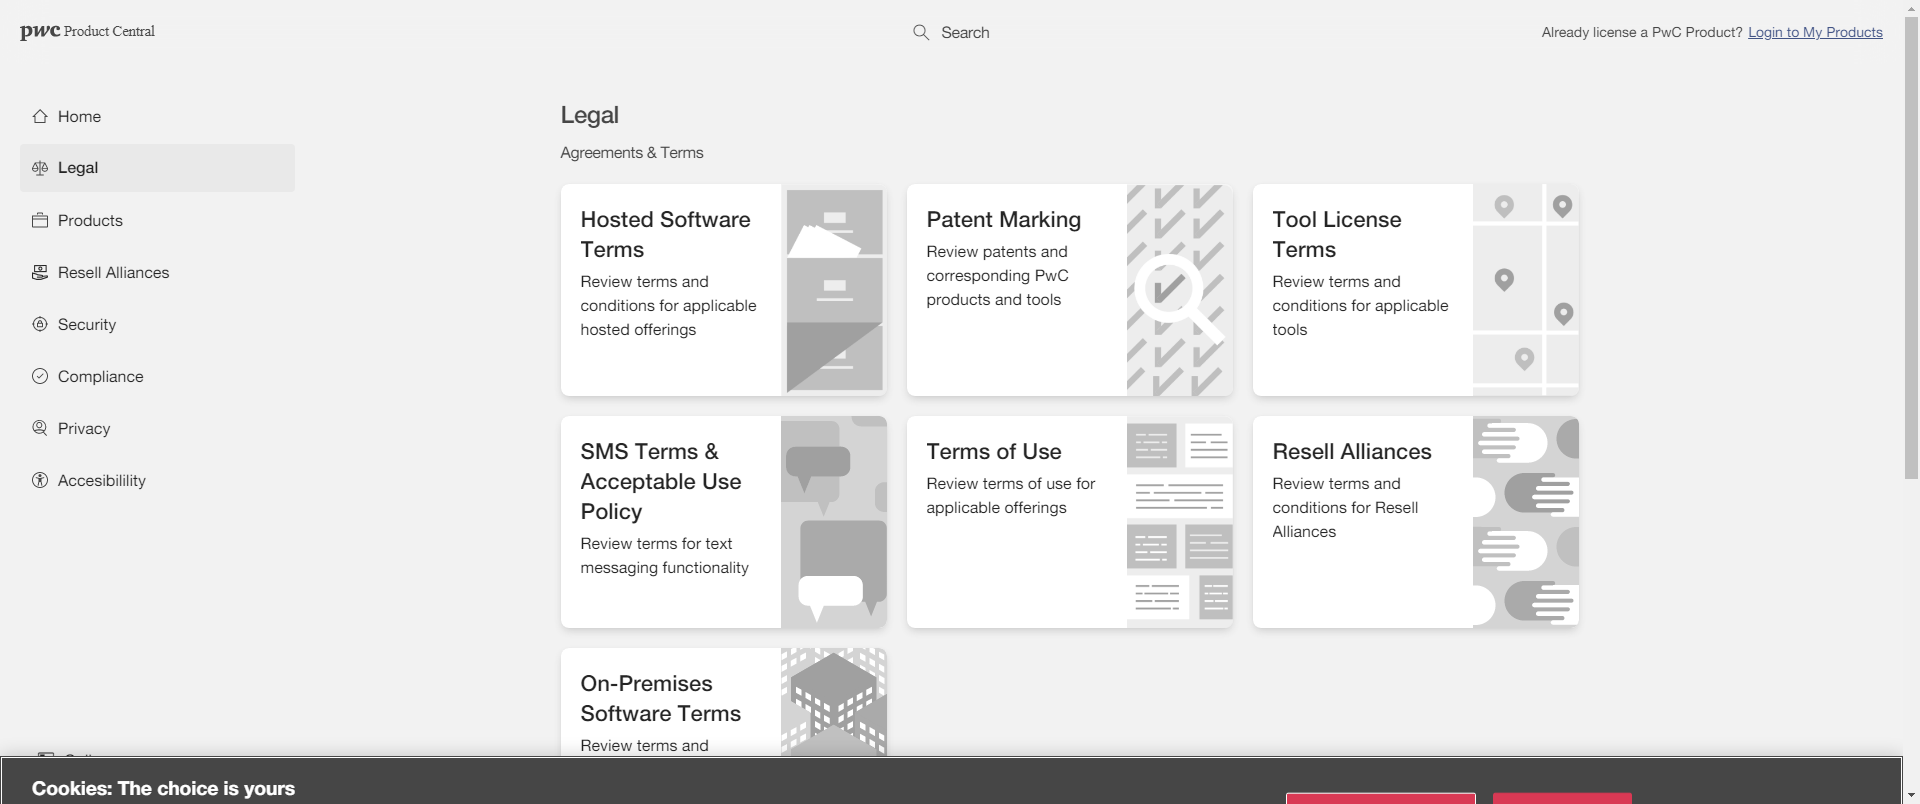 pwc Product Central
Search
Already license a PwC Product? Login to My Products
Home
Legal
Products
Resell Alliances
Security
Compliance
Privacy
Accesibilility
Legal
Agreements & Terms
Hosted Software
Terms
Review terms and
conditions for applicable
hosted offerings
Patent Marking
Review patents and
corresponding PwC
products and tools
Tool License
Terms
Review terms and
conditions for applicable
tools
SMS Terms &
Acceptable Use
Policy
Review terms for text
messaging functionality
Terms of Use
Review terms of use for
applicable offerings
Resell Alliances
Review terms and
conditions for Resell
Alliances
On-Premises
Software Terms
Review terms and
Cookies: The choice is yours